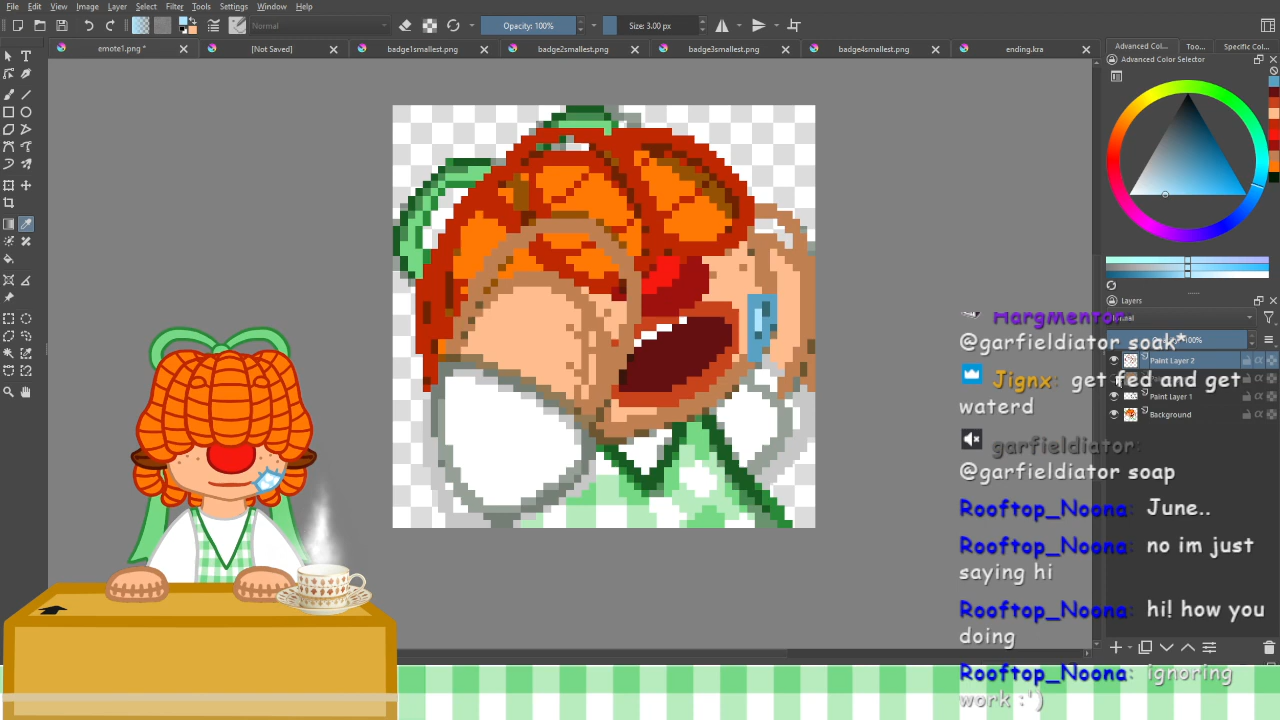 File Edit View Image Layer Select Filter Tools Settings Window Help
Normal Opacity: 100% Size: 3.00 px
emote1.png * [Not Saved] badge1smallest.png badge2smallest.png badge3smallest.png badge4smallest.png ending.kra
Advanced Col... Too... Specific Col...
Advanced Color Selector
Layers
Hargmentor:
@garfieldiator soak*
Jignx: get fed and get
waterd
garfieldiator:
@garfieldiator soap
Rooftop_Noona: June..
Rooftop_Noona: no im just
saying hi
Rooftop_Noona: hi! how you
doing
Rooftop_Noona: ignoring
work :')
Paint Layer 2
Paint Layer 1
Background